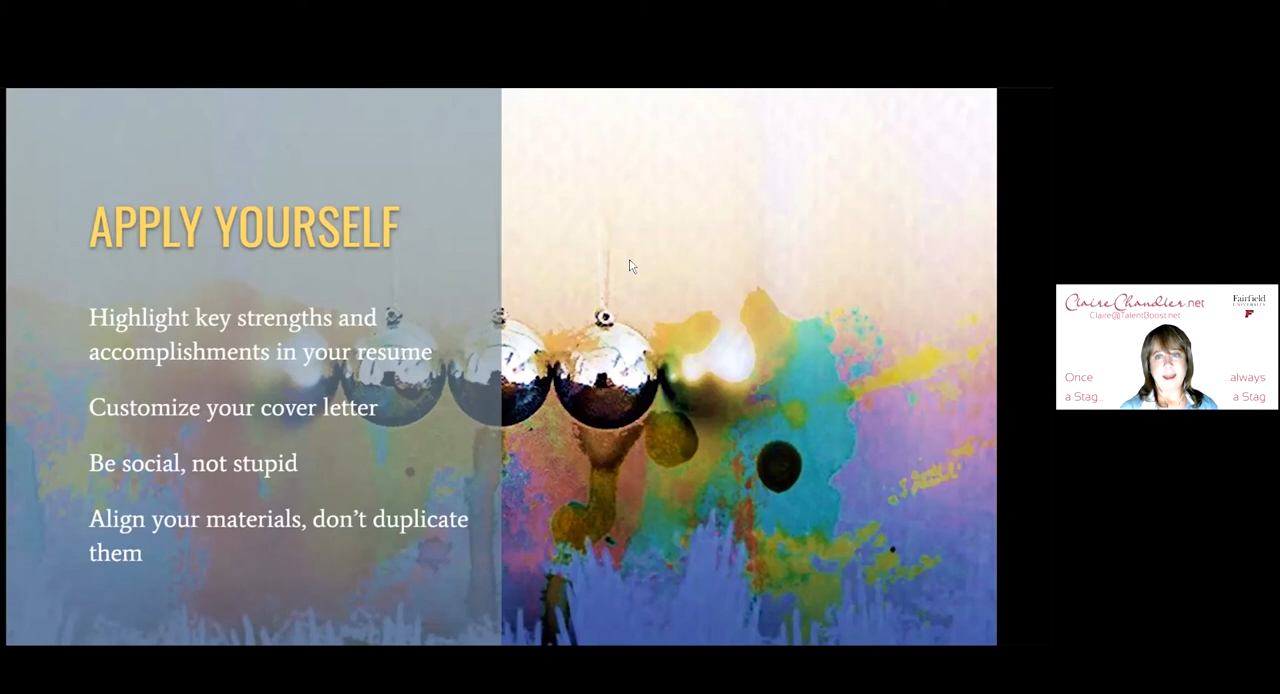 APPLY YOURSELF
Highlight key strengths and
accomplishments in your resume
Customize your cover letter
Be social, not stupid
Align your materials, don’t duplicate
them
ClaireChandler.net
Claire@TalentBoost.net
Fairfield
UNIVERSITY
F
Once
a Stag...
...always
a Stag